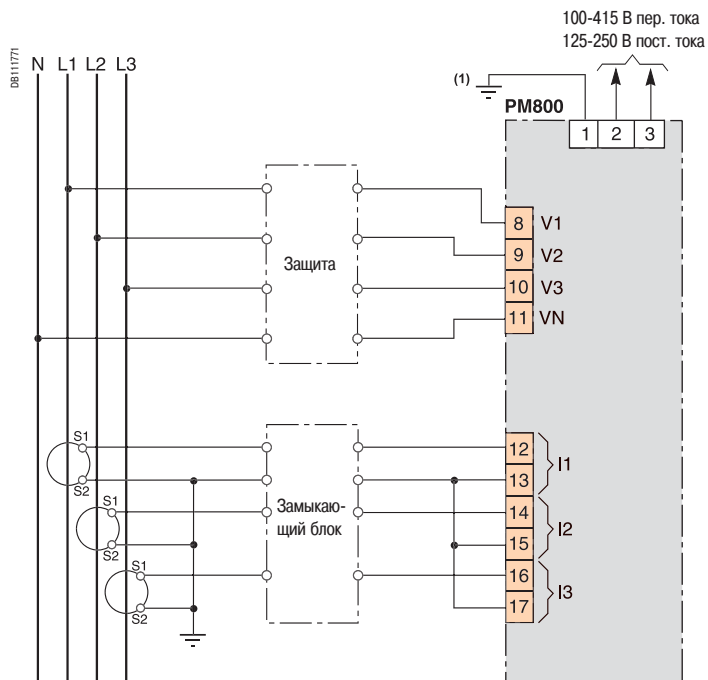 100-415 В пер. тока
125-250 В пост. тока
DB111771
N L1 L2 L3
(1)
PM800
1 2 3
8 V1
Защита
9 V2
10 V3
11 VN
S1
12
I1
S2
13
S1
Замыкаю-
щий блок
14
I2
S2
15
S1
16
I3
S2
17